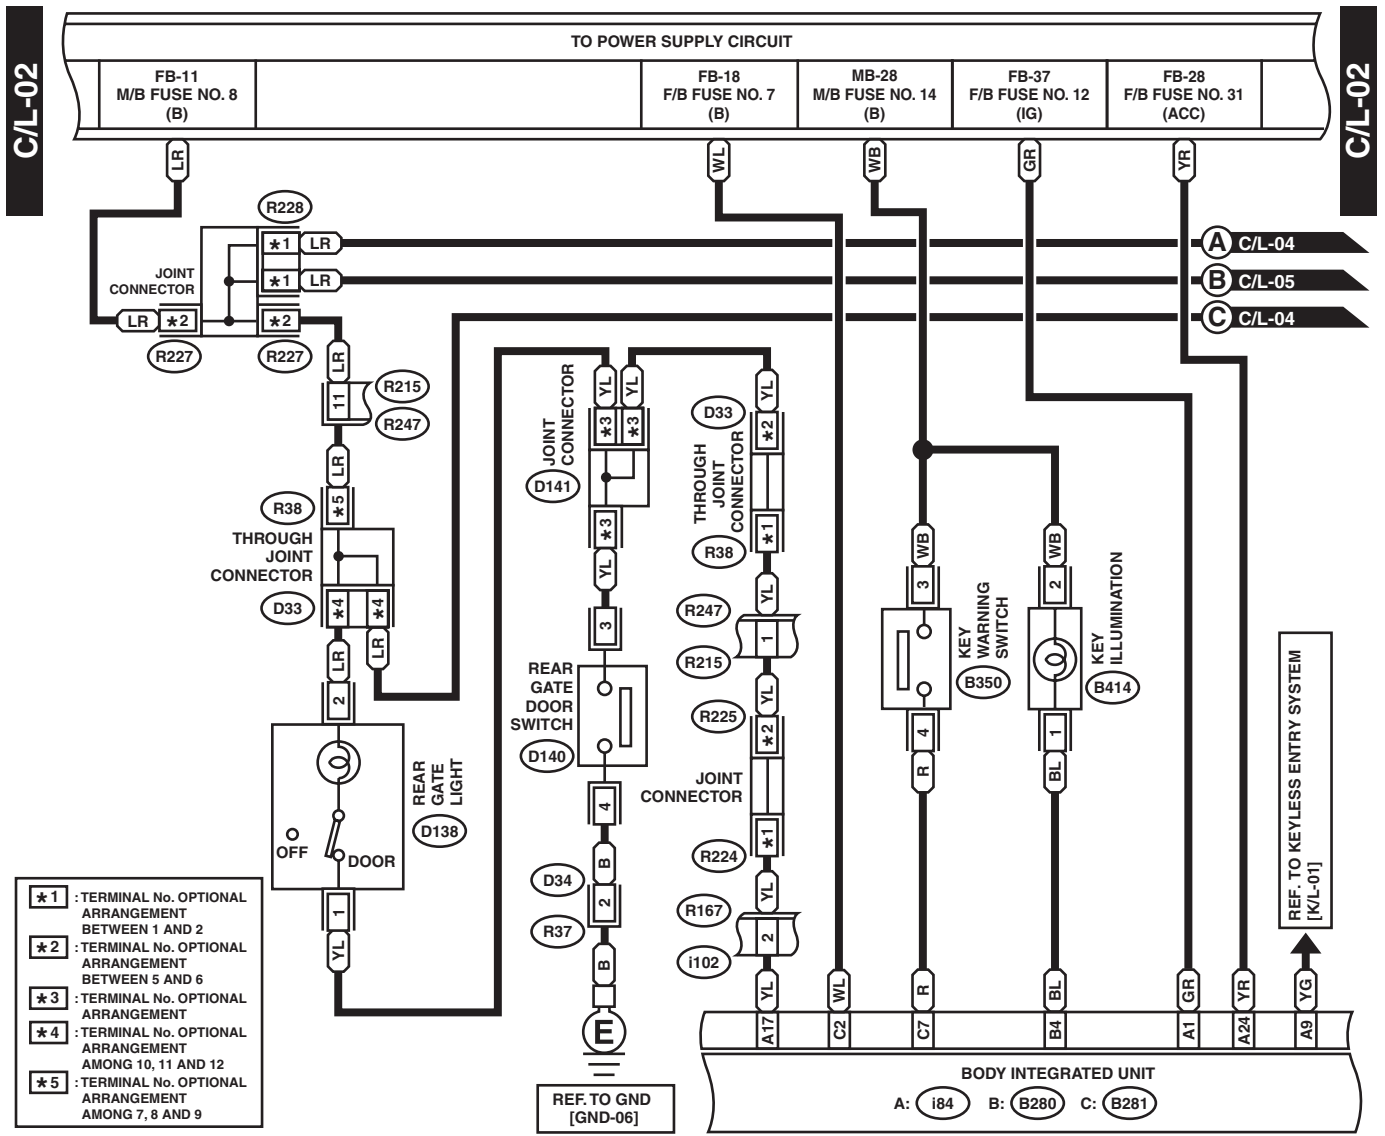 C/L-02
C/L-02
TO POWER SUPPLY CIRCUIT
FB-11
M/B FUSE NO. 8
(B)
FB-18
F/B FUSE NO. 7
(B)
MB-28
M/B FUSE NO. 14
(B)
FB-37
F/B FUSE NO. 12
(IG)
FB-28
F/B FUSE NO. 31
(ACC)
LR
WL
WB
GR
YR
R228
*1
LR
A
C/L-04
*1
LR
B
C/L-05
JOINT
CONNECTOR
LR
*2
*2
C
C/L-04
R227
R227
LR
11
R215
R247
LR
R38
*5
THROUGH
JOINT
CONNECTOR
D33
*4
*4
LR
LR
2
REAR
GATE
LIGHT
D138
OFF
DOOR
1
YL
YL
YL
*3
*3
JOINT
CONNECTOR
D141
*3
YL
3
REAR
GATE
DOOR
SWITCH
D140
4
B
D34
2
R37
B
E
REF. TO GND
[GND-06]
YL
D33
*2
THROUGH
JOINT
CONNECTOR
*1
R38
YL
R247
1
R215
YL
R225
*2
JOINT
CONNECTOR
*1
R224
YL
R167
2
i102
YL
WB
3
KEY
WARNING
SWITCH
B350
4
R
WB
2
KEY
ILLUMINATION
B414
1
BL
REF. TO KEYLESS ENTRY SYSTEM
[K/L-01]
WL
R
BL
GR
YR
YG
A17
C2
C7
B4
A1
A24
A9
BODY INTEGRATED UNIT
A: i84 B: B280 C: B281
*1 : TERMINAL No. OPTIONAL
ARRANGEMENT
BETWEEN 1 AND 2
*2 : TERMINAL No. OPTIONAL
ARRANGEMENT
BETWEEN 5 AND 6
*3 : TERMINAL No. OPTIONAL
ARRANGEMENT
*4 : TERMINAL No. OPTIONAL
ARRANGEMENT
AMONG 10, 11 AND 12
*5 : TERMINAL No. OPTIONAL
ARRANGEMENT
AMONG 7, 8 AND 9